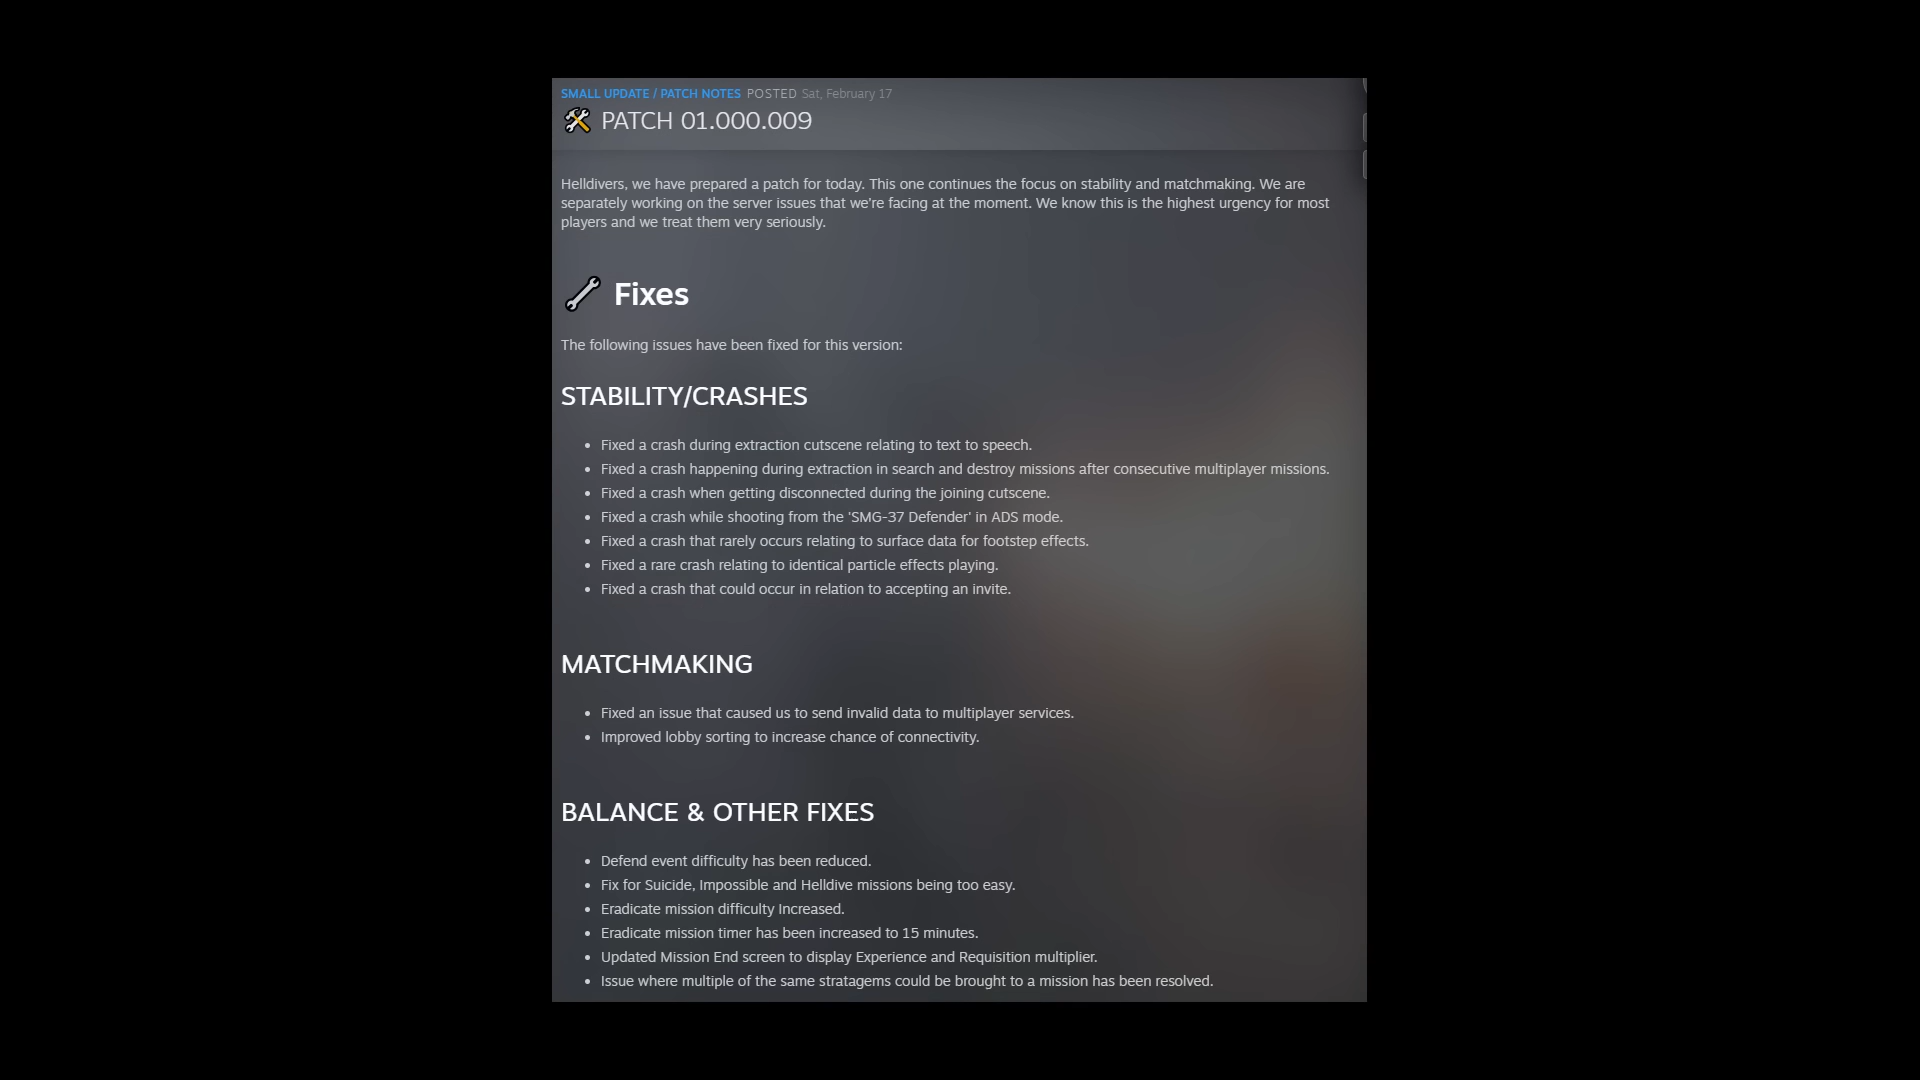 SMALL UPDATE / PATCH NOTES POSTED Sat, February 17
PATCH 01.000.009
Helldivers, we have prepared a patch for today. This one continues the focus on stability and matchmaking. We are
separately working on the server issues that we're facing at the moment. We know this is the highest urgency for most
players and we treat them very seriously.
Fixes
The following issues have been fixed for this version:
STABILITY/CRASHES
• Fixed a crash during extraction cutscene relating to text to speech.
• Fixed a crash happening during extraction in search and destroy missions after consecutive multiplayer missions.
• Fixed a crash when getting disconnected during the joining cutscene.
• Fixed a crash while shooting from the 'SMG-37 Defender' in ADS mode.
• Fixed a crash that rarely occurs relating to surface data for footstep effects.
• Fixed a rare crash relating to identical particle effects playing.
• Fixed a crash that could occur in relation to accepting an invite.
MATCHMAKING
• Fixed an issue that caused us to send invalid data to multiplayer services.
• Improved lobby sorting to increase chance of connectivity.
BALANCE & OTHER FIXES
• Defend event difficulty has been reduced.
• Fix for Suicide, Impossible and Helldive missions being too easy.
• Eradicate mission difficulty Increased.
• Eradicate mission timer has been increased to 15 minutes.
• Updated Mission End screen to display Experience and Requisition multiplier.
• Issue where multiple of the same stratagems could be brought to a mission has been resolved.